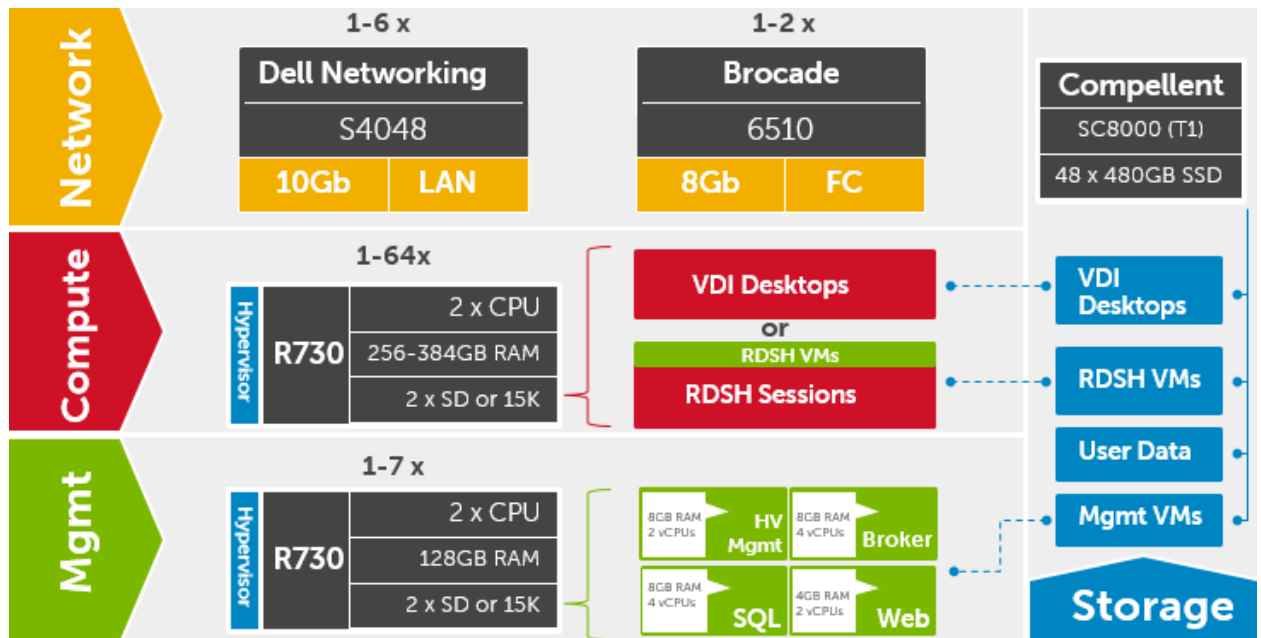 Network
1-6 x
Dell Networking
S4048
10Gb
LAN
1-2 x
Brocade
6510
8Gb
FC
Compellent
SC8000 (T1)
48 x 480GB SSD
Compute
1-64x
Hypervisor
R730
2 x CPU
256-384GB RAM
2 x SD or 15K
VDI Desktops
or
RDSH VMs
RDSH Sessions
VDI
Desktops
RDSH VMs
User Data
Mgmt VMs
Storage
Mgmt
1-7 x
Hypervisor
R730
2 x CPU
128GB RAM
2 x SD or 15K
8GB RAM
2 vCPUs
HV
Mgmt
8GB RAM
4 vCPUs
Broker
8GB RAM
4 vCPUs
SQL
4GB RAM
2 vCPUs
Web